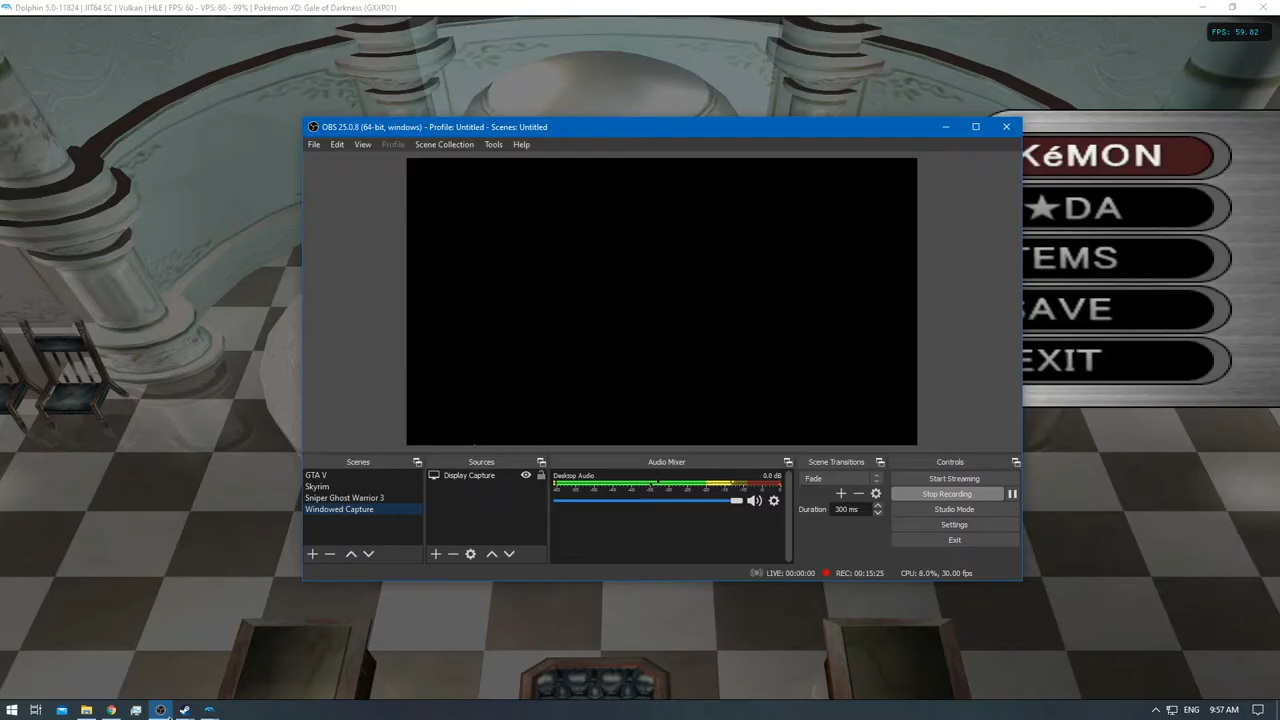 Dolphin 5.0-11824 | JIT64 SC | Vulkan | HLE | FPS: 60 - VPS: 60 - 99% | Pokémon XD: Gale of Darkness (GXXP01)
FPS: 59.82
OBS 25.0.8 (64-bit, windows) - Profile: Untitled - Scenes: Untitled
File Edit View Profile Scene Collection Tools Help
KéMON
★DA
TEMS
SAVE
EXIT
Scenes
GTA V
Skyrim
Sniper Ghost Warrior 3
Windowed Capture
Sources
Display Capture
Audio Mixer
Desktop Audio 0.0 dB
Scene Transitions
Fade
Duration 300 ms
Controls
Start Streaming
Stop Recording
Studio Mode
Settings
Exit
LIVE: 00:00:00 REC: 00:15:25 CPU: 8.0%, 30.00 fps
ENG 9:57 AM